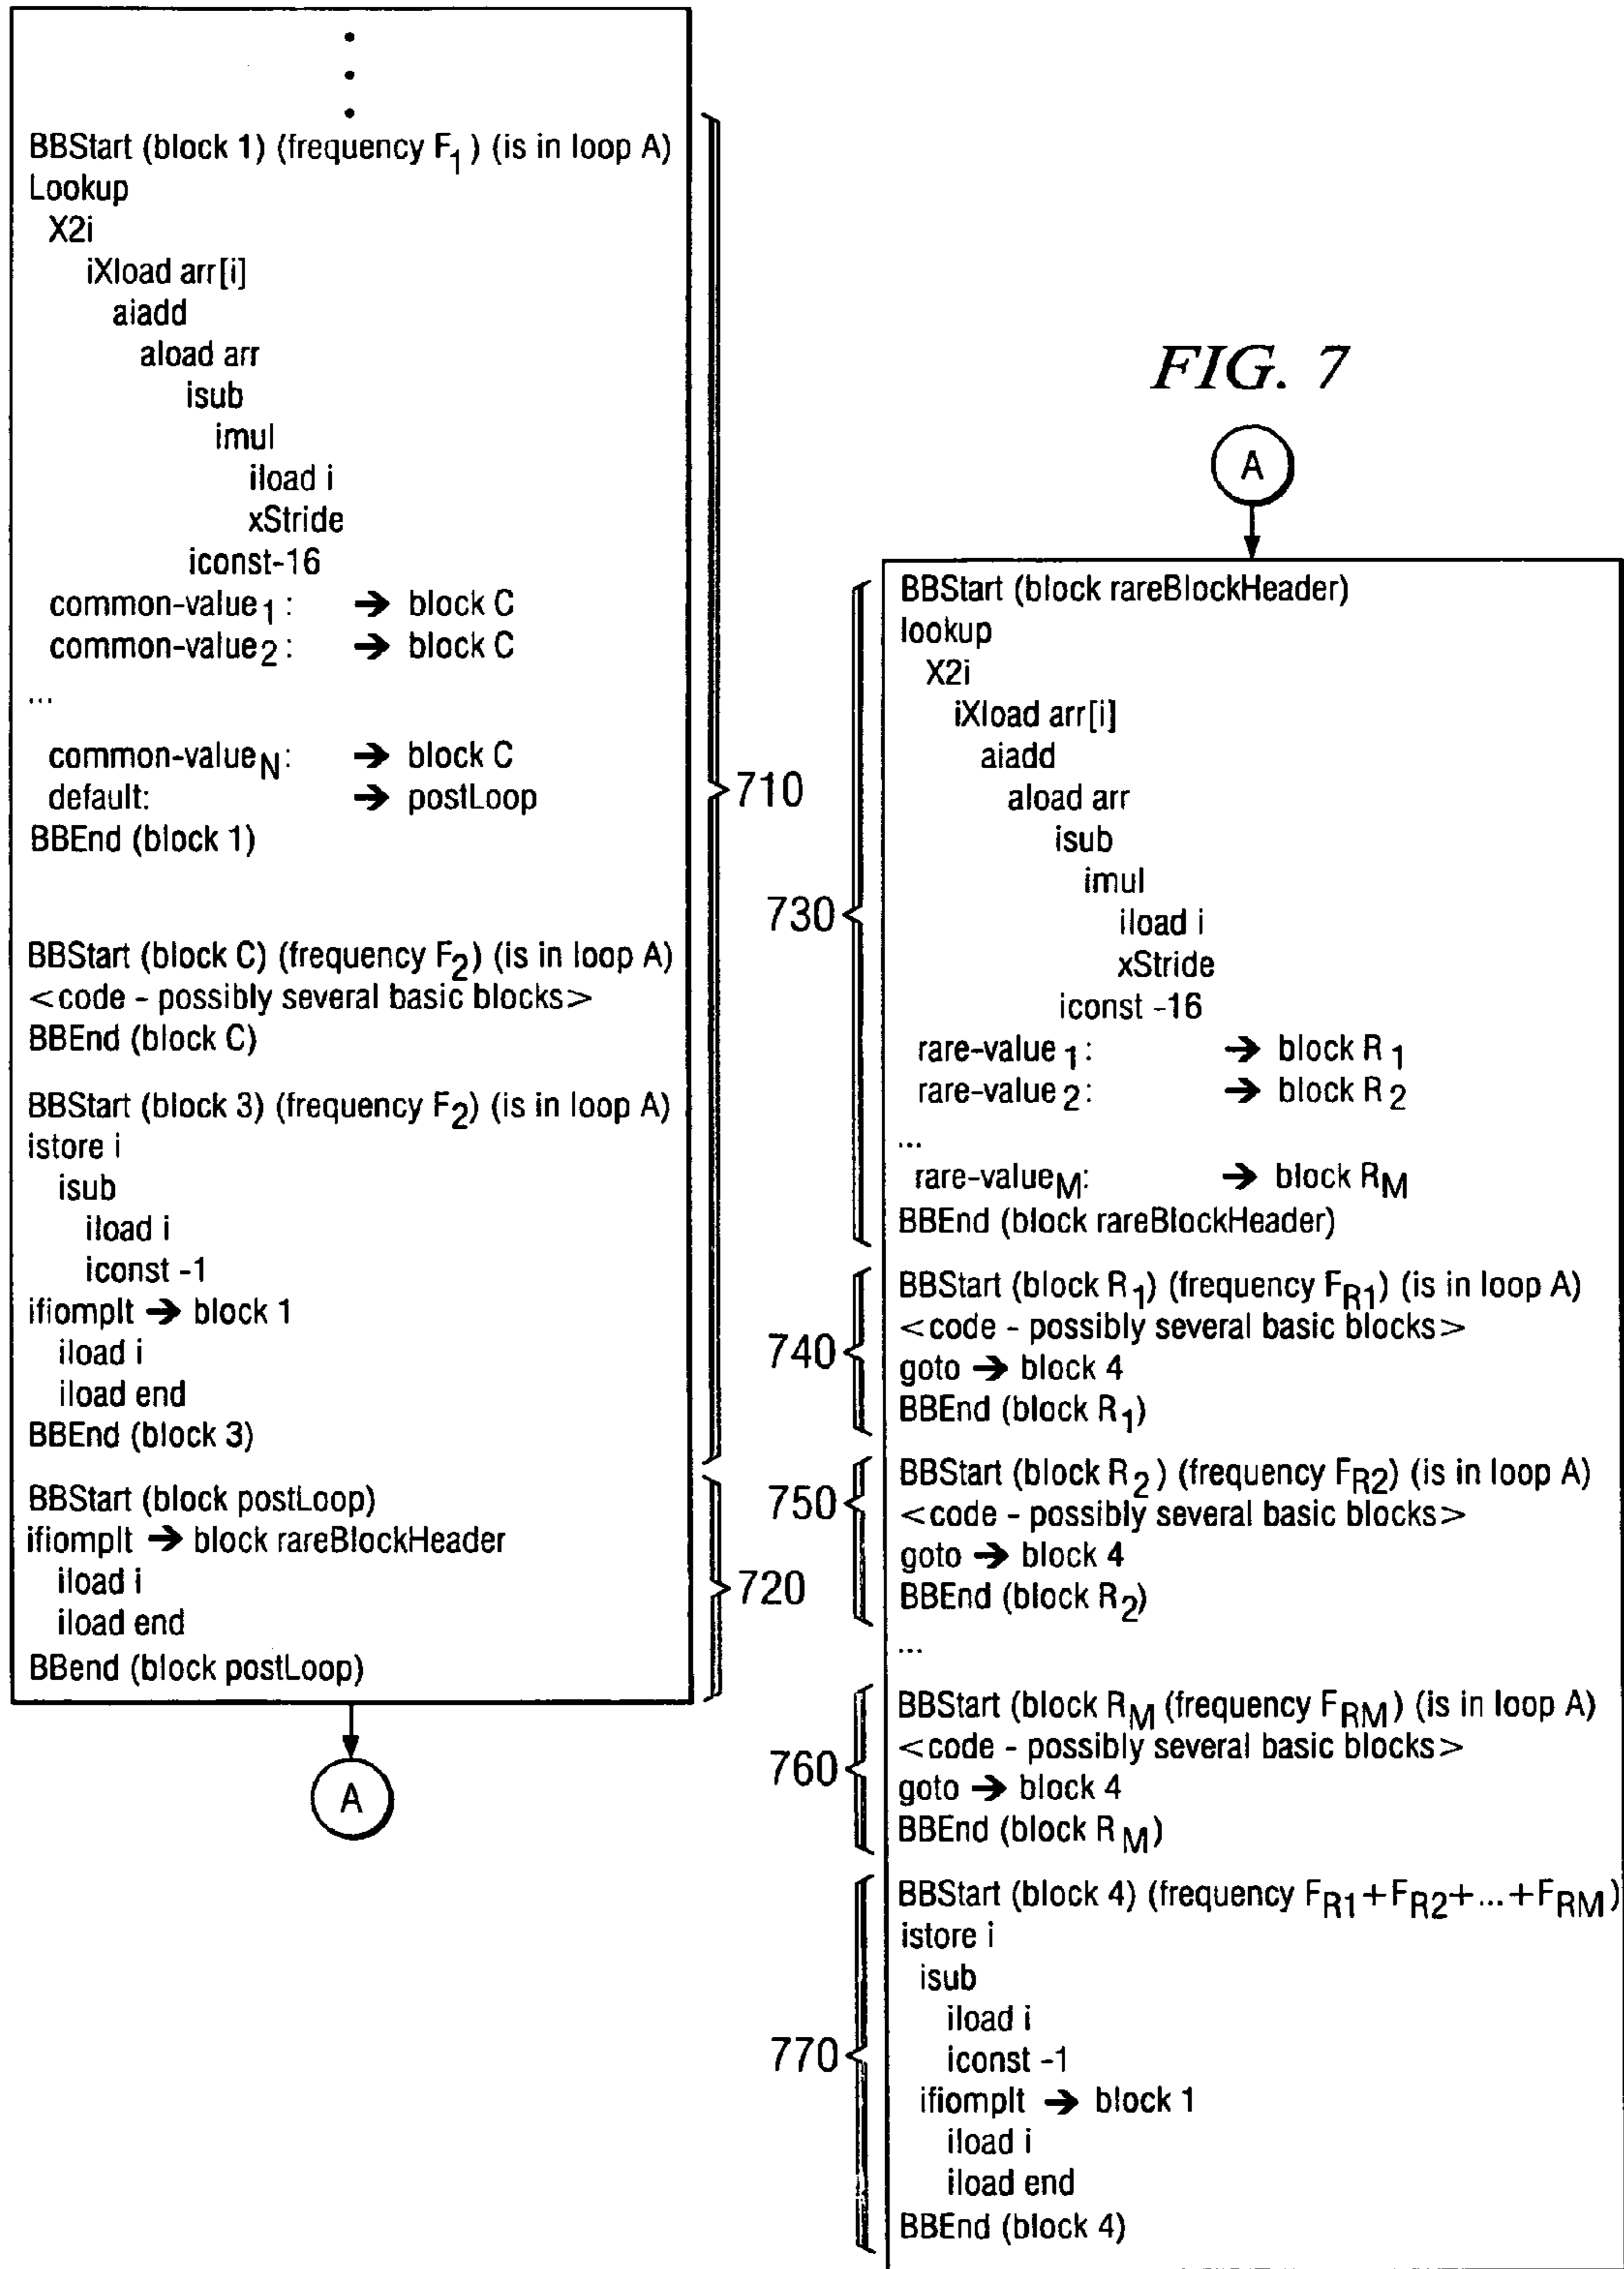 BBStart (block 1) (frequency F1) (is in loop A)
Lookup
X2i
iXload arr[i]
aiadd
aload arr
isub
imul
iload i
xStride
iconst-16
common-value1: → block C
common-value2: → block C
...
common-valueN: → block C
default: → postLoop
BBEnd (block 1)
BBStart (block C) (frequency F2) (is in loop A)
<code - possibly several basic blocks>
BBEnd (block C)
BBStart (block 3) (frequency F2) (is in loop A)
istore i
isub
iload i
iconst -1
ifiomplt → block 1
iload i
iload end
BBEnd (block 3)
710
BBStart (block postLoop)
ifiomplt → block rareBlockHeader
iload i
iload end
BBend (block postLoop)
720
A
FIG. 7
A
BBStart (block rareBlockHeader)
lookup
X2i
iXload arr[i]
aiadd
aload arr
isub
imul
iload i
xStride
iconst -16
rare-value1: → block R1
rare-value2: → block R2
...
rare-valueM: → block RM
BBEnd (block rareBlockHeader)
730
BBStart (block R1) (frequency FR1) (is in loop A)
<code - possibly several basic blocks>
goto → block 4
BBEnd (block R1)
740
BBStart (block R2) (frequency FR2) (is in loop A)
<code - possibly several basic blocks>
goto → block 4
BBEnd (block R2)
750
...
BBStart (block RM (frequency FRM) (is in loop A)
<code - possibly several basic blocks>
goto → block 4
BBEnd (block RM)
760
BBStart (block 4) (frequency FR1+FR2+...+FRM)
istore i
isub
iload i
iconst -1
ifiomplt → block 1
iload i
iload end
BBEnd (block 4)
770